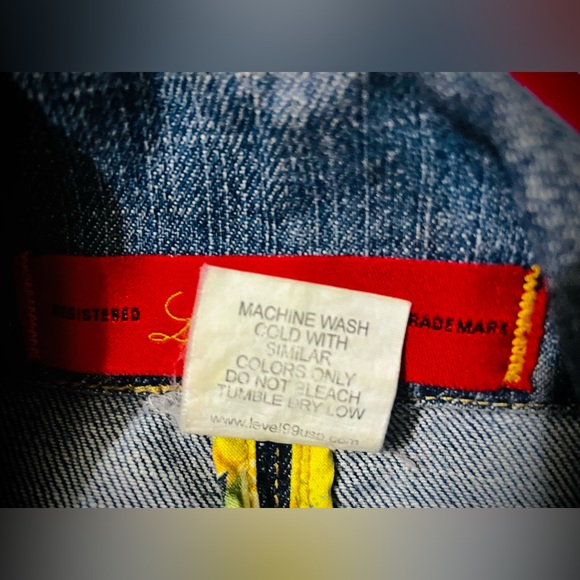 REGISTERED
L
TRADEMARK
MACHINE WASH
COLD WITH
SIMILAR
COLORS ONLY
DO NOT BLEACH
TUMBLE DRY LOW
www.level99usa.com